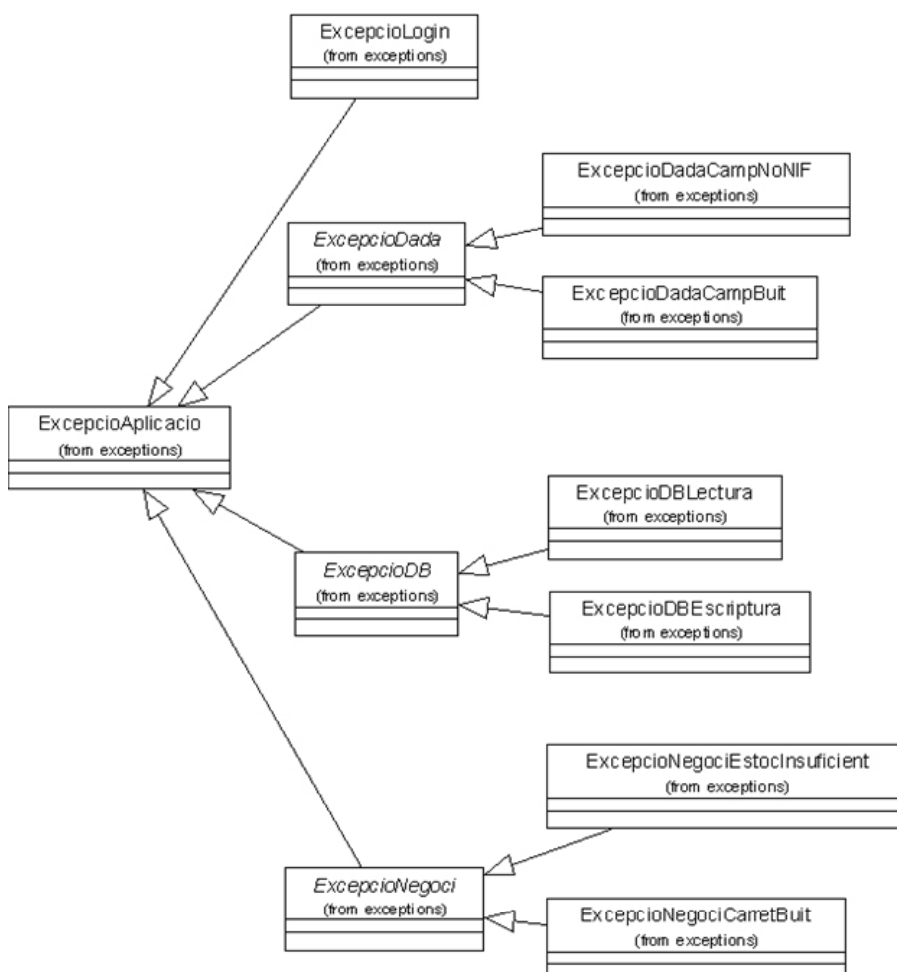 ExcepcioLogin
(from exceptions)
ExcepcioDadaCampNoNIF
(from exceptions)
ExcepcioDada
(from exceptions)
ExcepcioDadaCampBuit
(from exceptions)
ExcepcioAplicacio
(from exceptions)
ExcepcioDBLectura
(from exceptions)
ExcepcioDB
(from exceptions)
ExcepcioDBEscriptura
(from exceptions)
ExcepcioNegociEstocInsuficient
(from exceptions)
ExcepcioNegoci
(from exceptions)
ExcepcioNegociCarretBuit
(from exceptions)